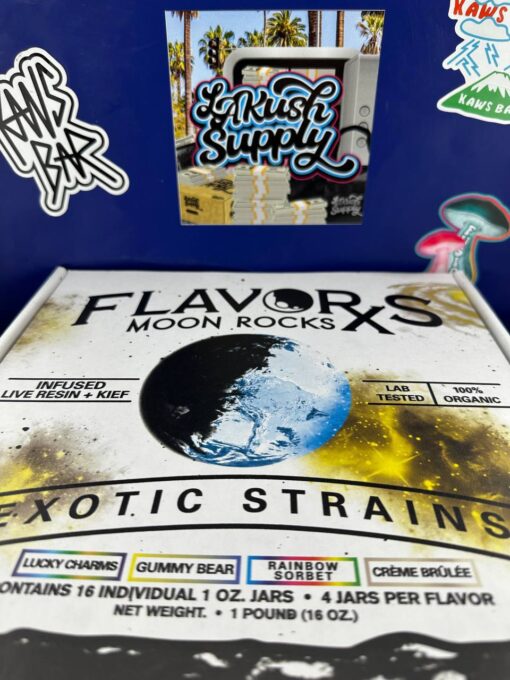 KAWS
BAR
LA Kush
Supply
KAWS
KAWS BA
FLAVORXS
MOON ROCKS
INFUSED
LIVE RESIN + KIEF
LAB
TESTED
100%
ORGANIC
EXOTIC STRAINS
LUCKY CHARMS
GUMMY BEAR
RAINBOW
SORBET
CRÈME BRÛLÉE
CONTAINS 16 INDIVIDUAL 1 OZ. JARS • 4 JARS PER FLAVOR
NET WEIGHT. • 1 POUND (16 OZ.)